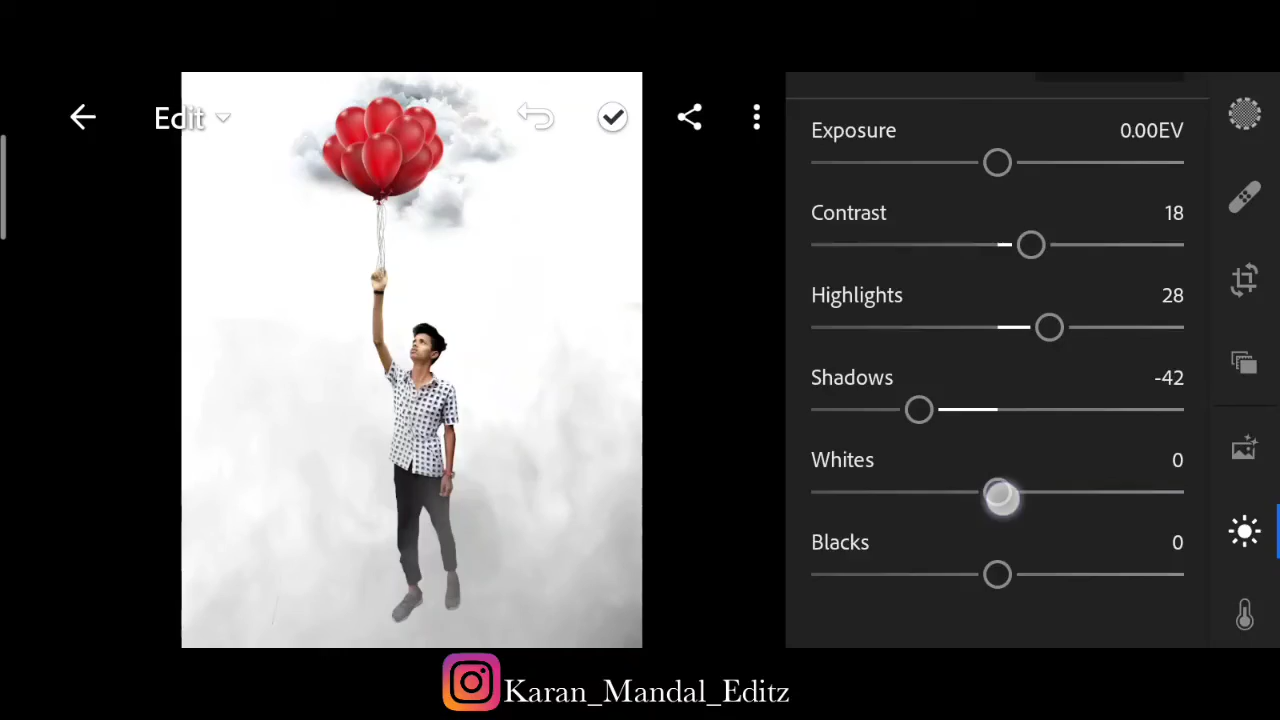 Edit
Exposure 0.00EV
Contrast 18
Highlights 28
Shadows -42
Whites 0
Blacks 0
Karan_Mandal_Editz